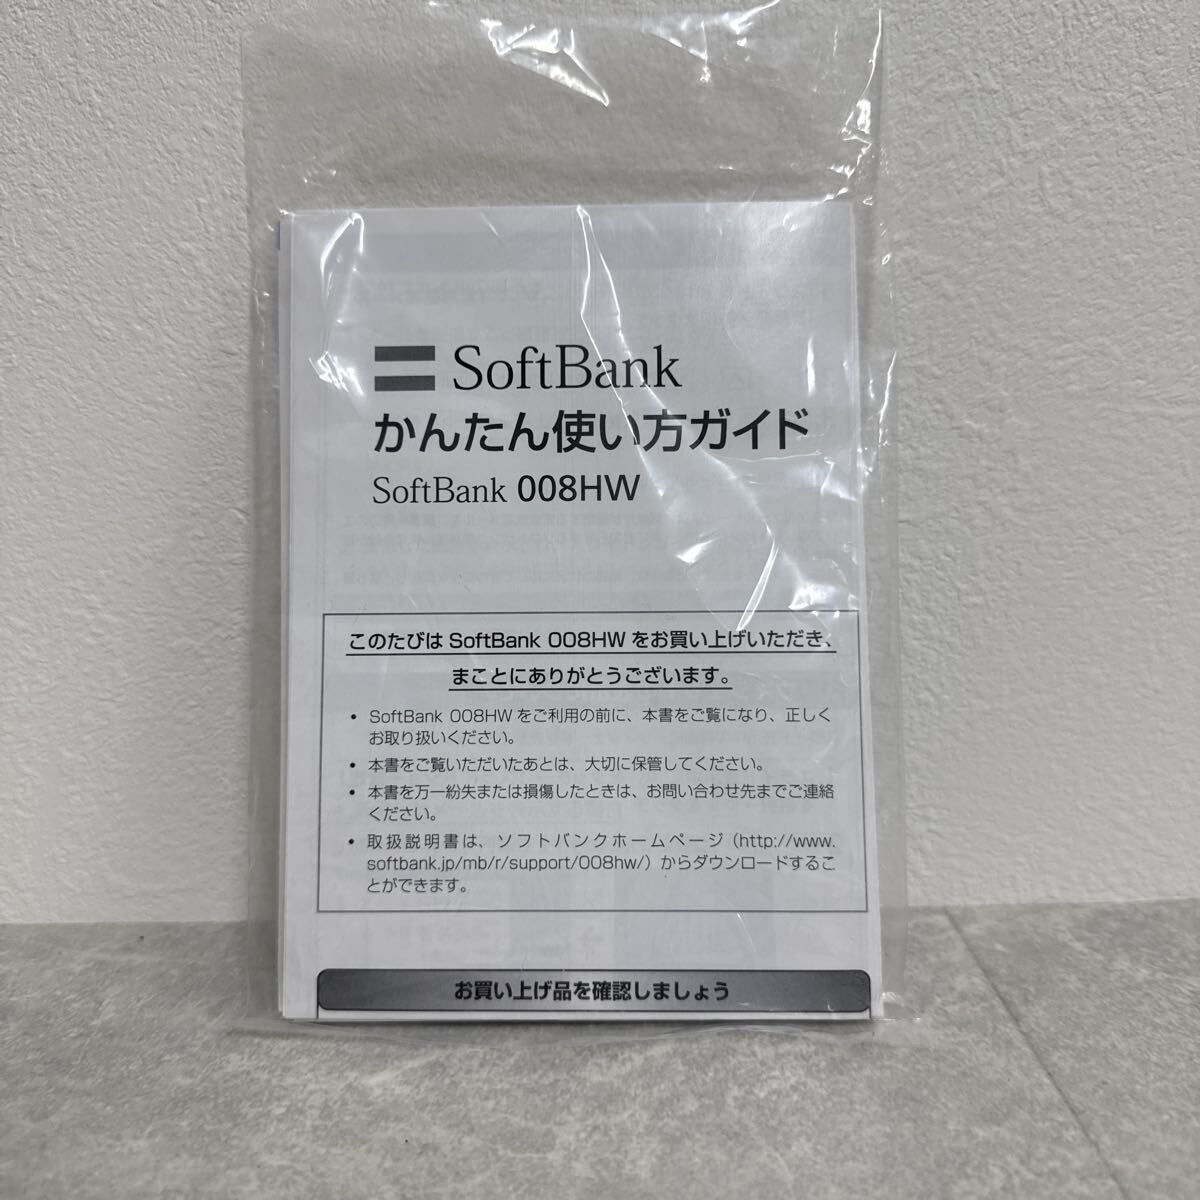 SoftBank
かんたん使い方ガイド
SoftBank 008HW
このたびは SoftBank 008HW をお買い上げいただき、
まことにありがとうございます。
• SoftBank 008HW をご利用の前に、本書をご覧になり、正しく
お取り扱いください。
• 本書をご覧いただいたあとは、大切に保管してください。
• 本書を万一紛失または損傷したときは、お問い合わせ先までご連絡
ください。
• 取扱説明書は、ソフトバンクホームページ（http://www.
softbank.jp/mb/r/support/008hw/）からダウンロードするこ
とができます。
お買い上げ品を確認しましょう